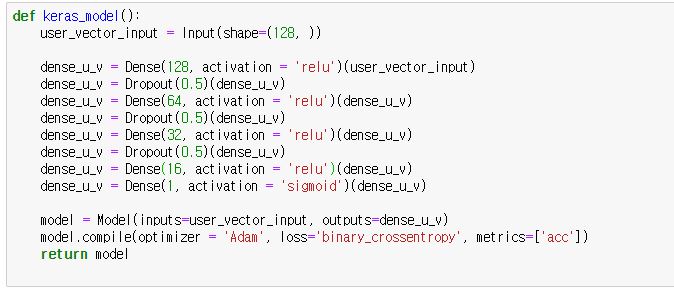 def keras_model():
    user_vector_input = Input(shape=(128, ))
    dense_u_v = Dense(128, activation = 'relu')(user_vector_input)
    dense_u_v = Dropout(0.5)(dense_u_v)
    dense_u_v = Dense(64, activation = 'relu')(dense_u_v)
    dense_u_v = Dropout(0.5)(dense_u_v)
    dense_u_v = Dense(32, activation = 'relu')(dense_u_v)
    dense_u_v = Dropout(0.5)(dense_u_v)
    dense_u_v = Dense(16, activation = 'relu')(dense_u_v)
    dense_u_v = Dense(1, activation = 'sigmoid')(dense_u_v)
    model = Model(inputs=user_vector_input, outputs=dense_u_v)
    model.compile(optimizer = 'Adam', loss='binary_crossentropy', metrics=['acc'])
    return model